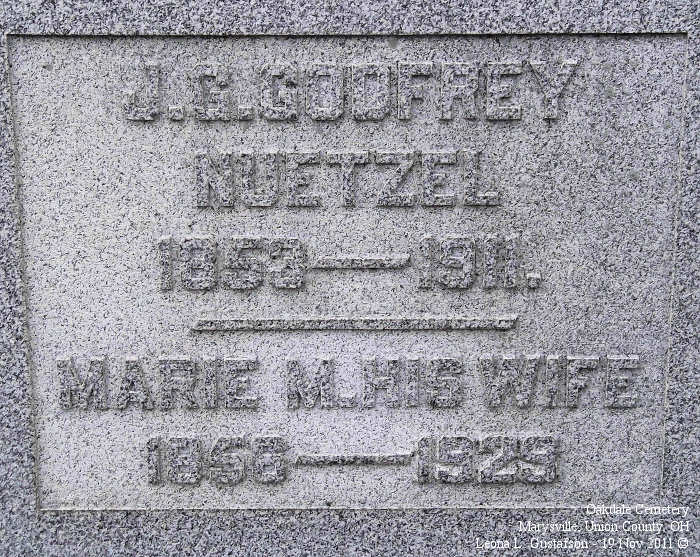 J. G. GODFREY
NUETZEL
1853 — 1911.
MARIE M. HIS WIFE
1858 — 1929
Oakdale Cemetery
Marysville, Union County, OH
Leona L. Gustafson - 19 Nov 2011 ©